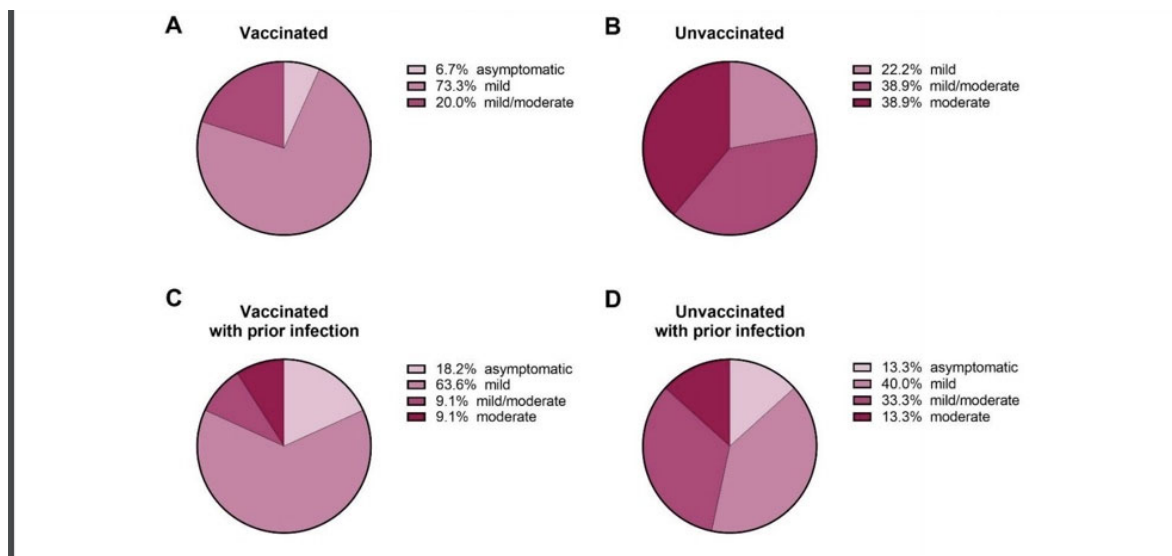 A
Vaccinated
6.7% asymptomatic
73.3% mild
20.0% mild/moderate
B
Unvaccinated
22.2% mild
38.9% mild/moderate
38.9% moderate
C
Vaccinated
with prior infection
18.2% asymptomatic
63.6% mild
9.1% mild/moderate
9.1% moderate
D
Unvaccinated
with prior infection
13.3% asymptomatic
40.0% mild
33.3% mild/moderate
13.3% moderate